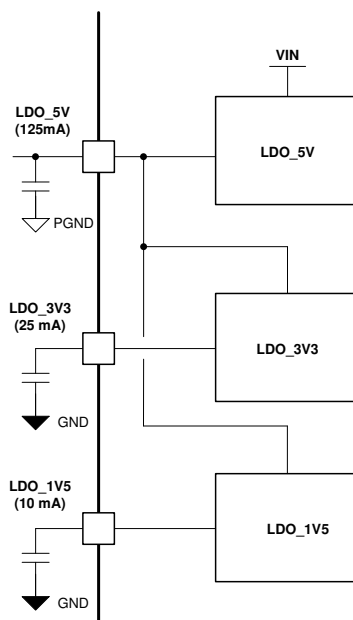 VIN
LDO_5V
(125mA)
LDO_5V
PGND
LDO_3V3
(25 mA)
LDO_3V3
GND
LDO_1V5
(10 mA)
LDO_1V5
GND